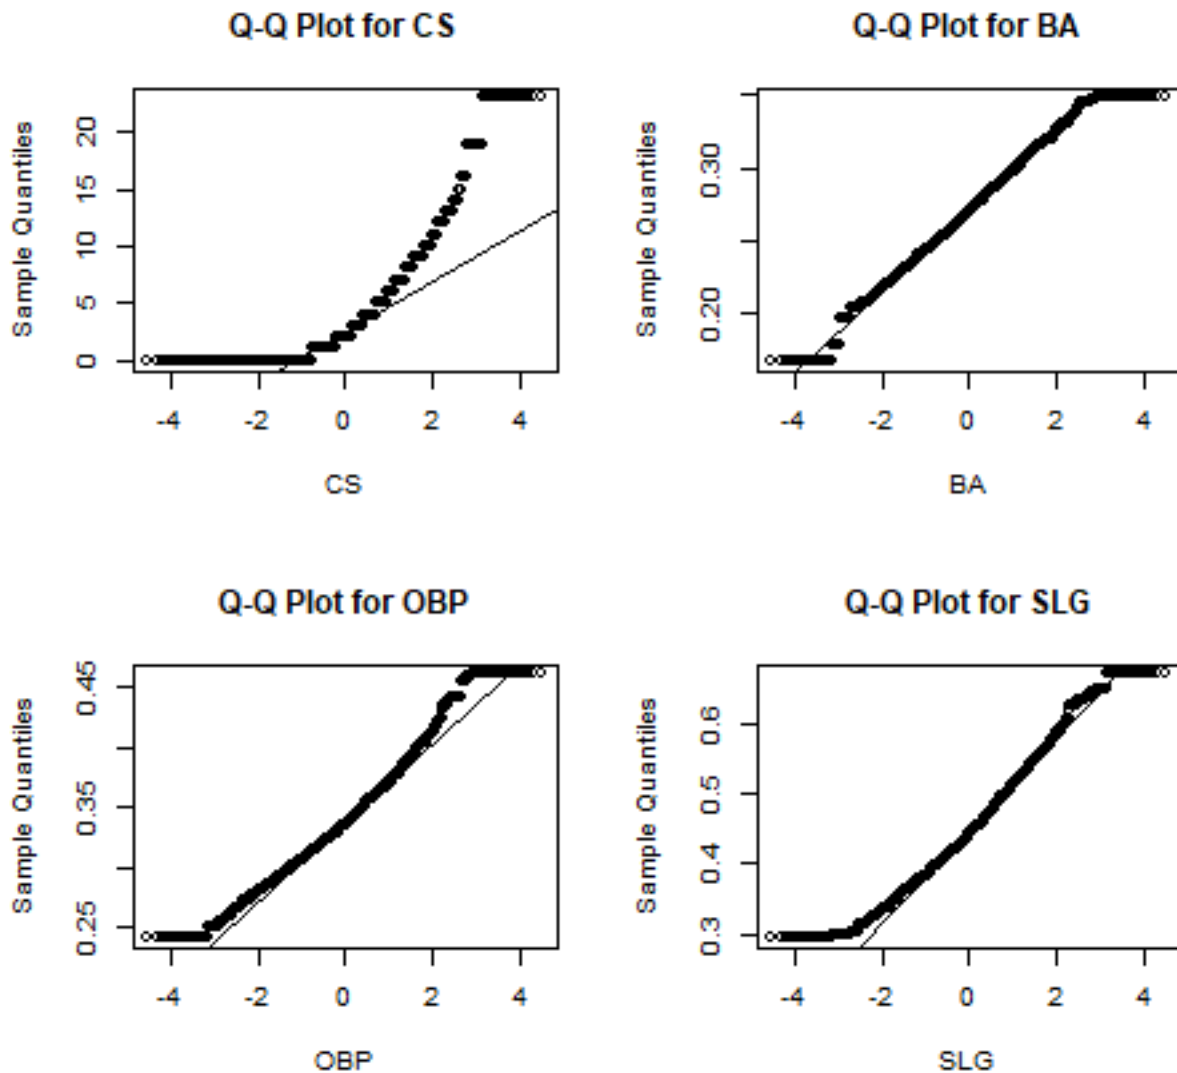 Q-Q Plot for CS
Sample Quantiles
20
15
10
5
0
-4 -2 0 2 4
CS
Q-Q Plot for BA
Sample Quantiles
0.30
0.20
-4 -2 0 2 4
BA
Q-Q Plot for OBP
Sample Quantiles
0.45
0.35
0.25
-4 -2 0 2 4
OBP
Q-Q Plot for SLG
Sample Quantiles
0.6
0.5
0.4
0.3
-4 -2 0 2 4
SLG